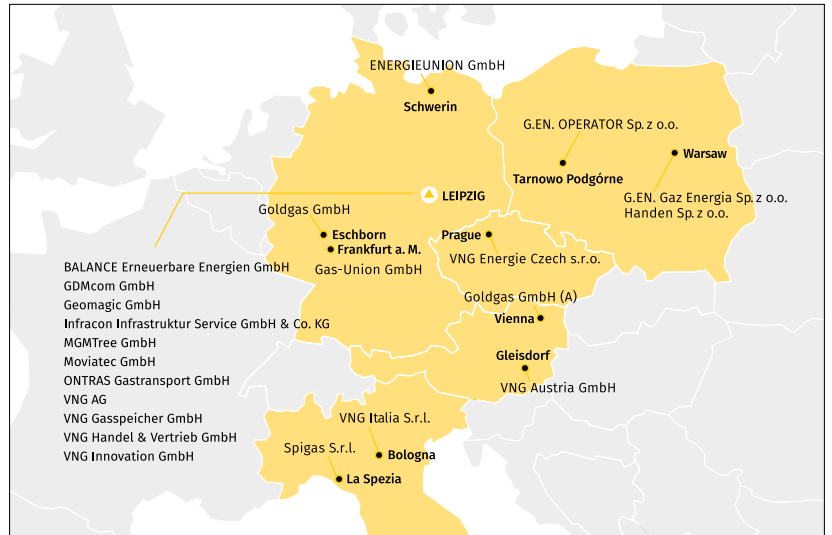 ENERGIEUNION GmbH
Schwerin
G.EN. OPERATOR Sp. z o.o.
Warsaw
Tarnowo Podgórne
G.EN. Gaz Energia Sp. z o.o.
Handen Sp. z o.o.
LEIPZIG
Goldgas GmbH
Eschborn
Frankfurt a. M.
Gas-Union GmbH
Prague
VNG Energie Czech s.r.o.
Goldgas GmbH (A)
Vienna
Gleisdorf
VNG Austria GmbH
BALANCE Erneuerbare Energien GmbH
GDMcom GmbH
Geomagic GmbH
Infracon Infrastruktur Service GmbH & Co. KG
MGMTree GmbH
Moviatec GmbH
ONTRAS Gastransport GmbH
VNG AG
VNG Gasspeicher GmbH
VNG Handel & Vertrieb GmbH
VNG Innovation GmbH
VNG Italia S.r.l.
Spigas S.r.l.
Bologna
La Spezia